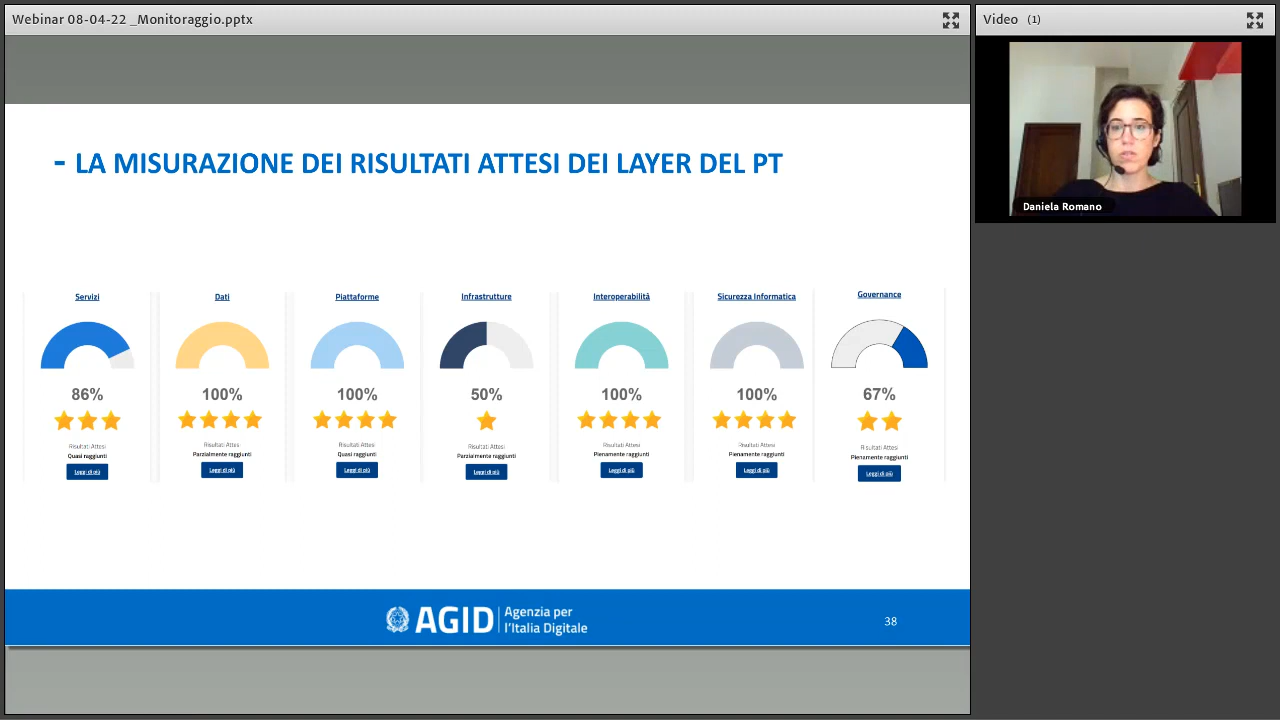 Webinar 08-04-22 _Monitoraggio.pptx
Video (1)
Daniela Romano
- LA MISURAZIONE DEI RISULTATI ATTESI DEI LAYER DEL PT
Servizi
86%
Risultati Attesi
Quasi raggiunti
Leggi di più
Dati
100%
Risultati Attesi
Parzialmente raggiunti
Leggi di più
Piattaforme
100%
Risultati Attesi
Quasi raggiunti
Leggi di più
Infrastrutture
50%
Risultati Attesi
Parzialmente raggiunti
Leggi di più
Interoperabilità
100%
Risultati Attesi
Pienamente raggiunti
Leggi di più
Sicurezza Informatica
100%
Risultati Attesi
Pienamente raggiunti
Leggi di più
Governance
67%
Risultati Attesi
Pienamente raggiunti
Leggi di più
AGID
Agenzia per
l'Italia Digitale
38